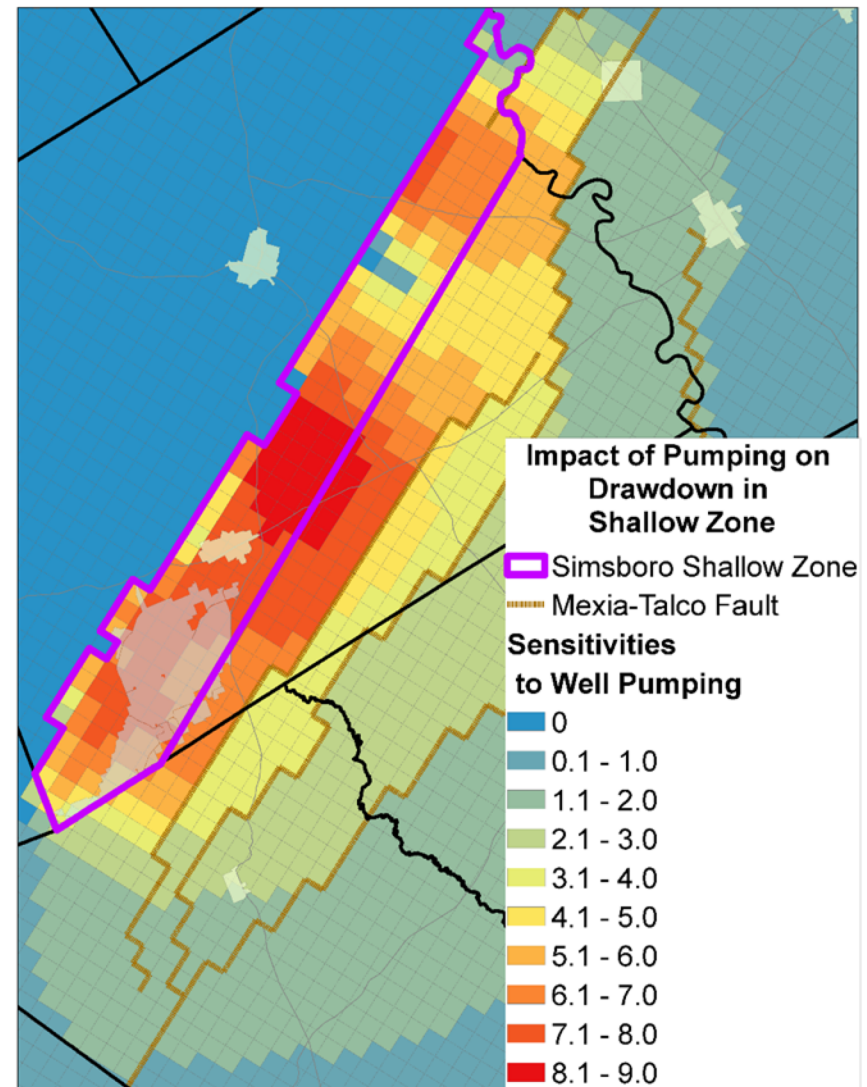 Impact of Pumping on
Drawdown in
Shallow Zone
Simsboro Shallow Zone
Mexia-Talco Fault
Sensitivities
to Well Pumping
0
0.1 - 1.0
1.1 - 2.0
2.1 - 3.0
3.1 - 4.0
4.1 - 5.0
5.1 - 6.0
6.1 - 7.0
7.1 - 8.0
8.1 - 9.0